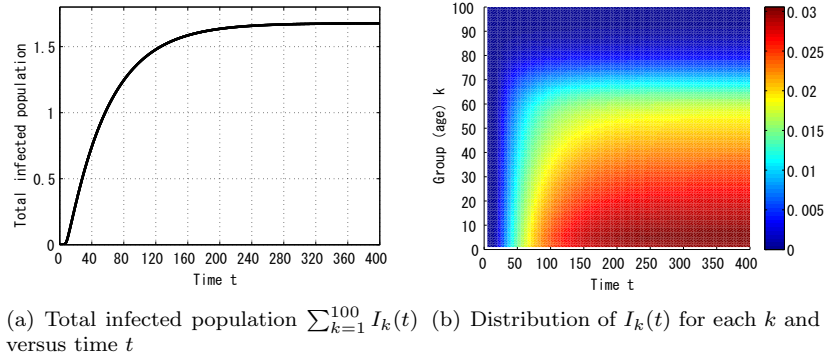 1.5
1
0.5
0
Total infected population
0 40 80 120 160 200 240 280 320 360 400
Time t
100
90
80
70
60
50
40
30
20
10
0
Group (age) k
0 50 100 150 200 250 300 350 400
Time t
0.03
0.025
0.02
0.015
0.01
0.005
0
(a) Total infected population $\sum_{k=1}^{100} I_k(t)$
versus time t
(b) Distribution of $I_k(t)$ for each k and
time t